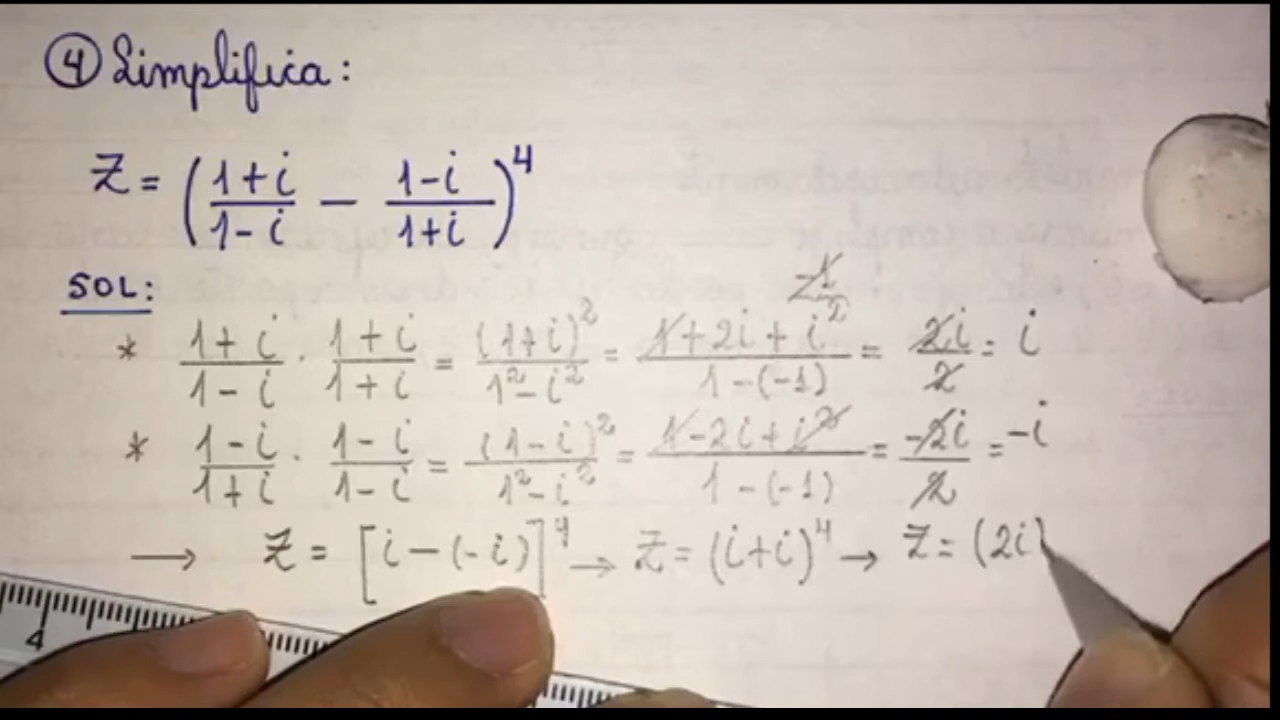 ④ Simplifica:
Z = ( (1+i)/(1-i) - (1-i)/(1+i) )^4
SOL:
* (1+i)/(1-i) · (1+i)/(1+i) = (1+i)²/(1²-i²) = (1+2i+i²)/(1-(-1)) = 2i/2 = i
* (1-i)/(1+i) · (1-i)/(1-i) = (1-i)²/(1²-i²) = (1-2i+i²)/(1-(-1)) = -2i/2 = -i
→ Z = [i-(-i)]^4 → Z = (i+i)^4 → Z = (2i)
4